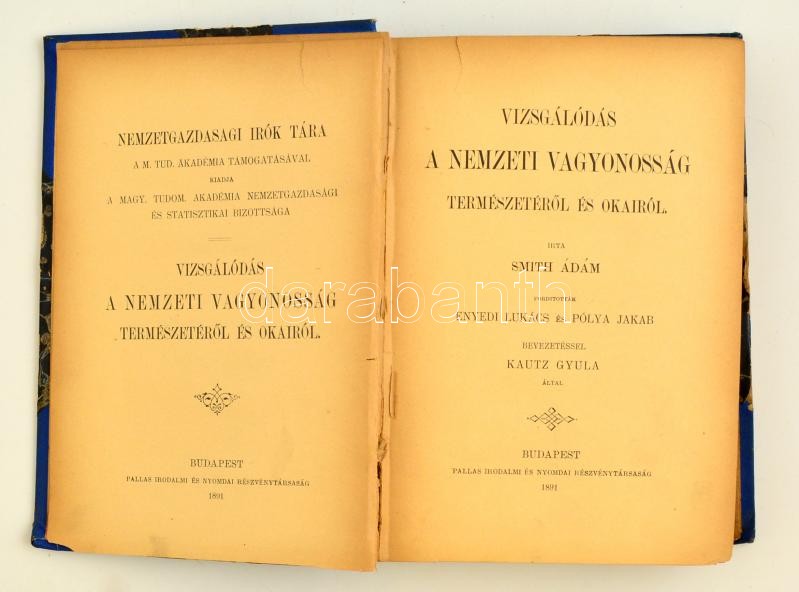 NEMZETGAZDASAGI IRÓK TÁRA
A M. TUD. AKADÉMIA TÁMOGATÁSÁVAL
KIADJA
A MAGY. TUDOM. AKADÉMIA NEMZETGAZDASÁGI
ÉS STATISZTIKAI BIZOTTSÁGA
VIZSGÁLÓDÁS
A NEMZETI VAGYONOSSÁG
TERMÉSZETÉRŐL ÉS OKAIRÓL.
BUDAPEST
PALLAS IRODALMI ÉS NYOMDAI RÉSZVÉNYTÁRSASÁG
1891
VIZSGÁLÓDÁS
A NEMZETI VAGYONOSSÁG
TERMÉSZETÉRŐL ÉS OKAIRÓL.
IRTA
SMITH ÁDÁM
FORDITOTTÁK
ENYEDI LUKÁCS ÉS PÓLYA JAKAB
BEVEZETÉSSEL
KAUTZ GYULA
ÁLTAL
BUDAPEST
PALLAS IRODALMI ÉS NYOMDAI RÉSZVÉNYTÁRSASÁG
1891
darabanth